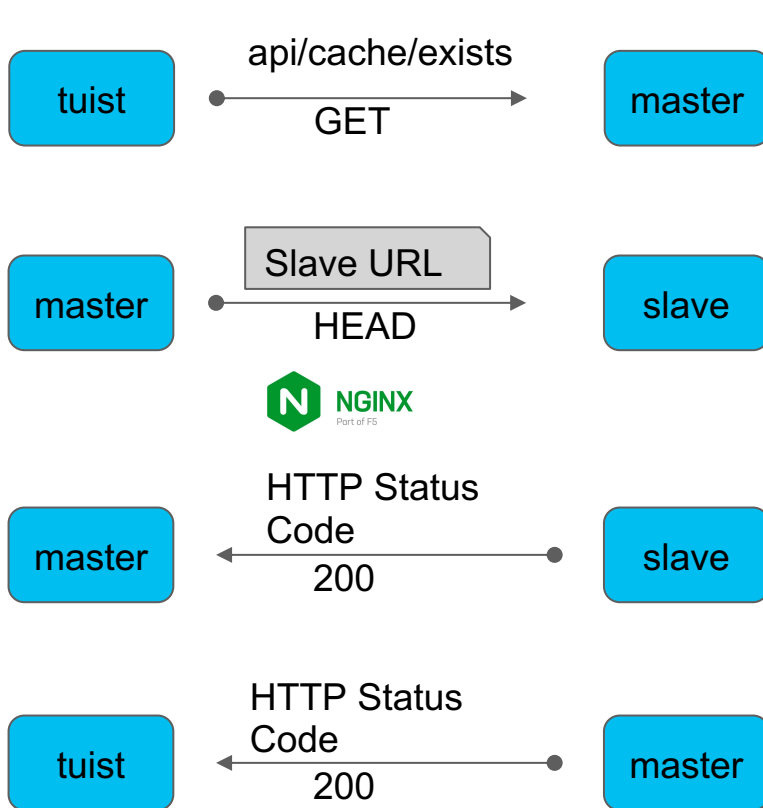 api/cache/exists
tuist
GET
master
Slave URL
master
HEAD
slave
NGINX
Part of F5
HTTP Status
Code
master
200
slave
HTTP Status
Code
tuist
200
master